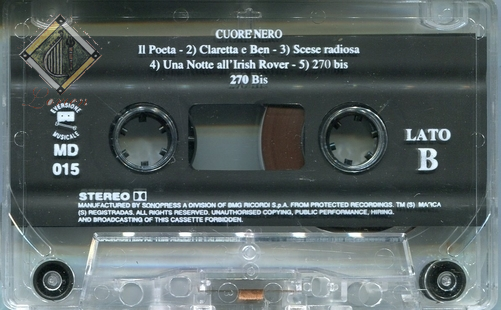 CUORE NERO
Il Poeta - 2) Claretta e Ben - 3) Scese radiosa
4) Una Notte all'Irish Rover - 5) 270 bis
270 Bis
EVERSIONE
MUSICALE
MD
015
LATO
B
STEREO
MANUFACTURED BY SONOPRESS A DIVISION OF BMG RICORDI S.p.A. FROM PROTECTED RECORDINGS. TM (S) MARCA
(S) REGISTRADAS. ALL RIGHTS RESERVED. UNAUTHORISED COPYING, PUBLIC PERFORMANCE, HIRING,
AND BROADCASTING OF THIS CASSETTE FORBIDDEN.